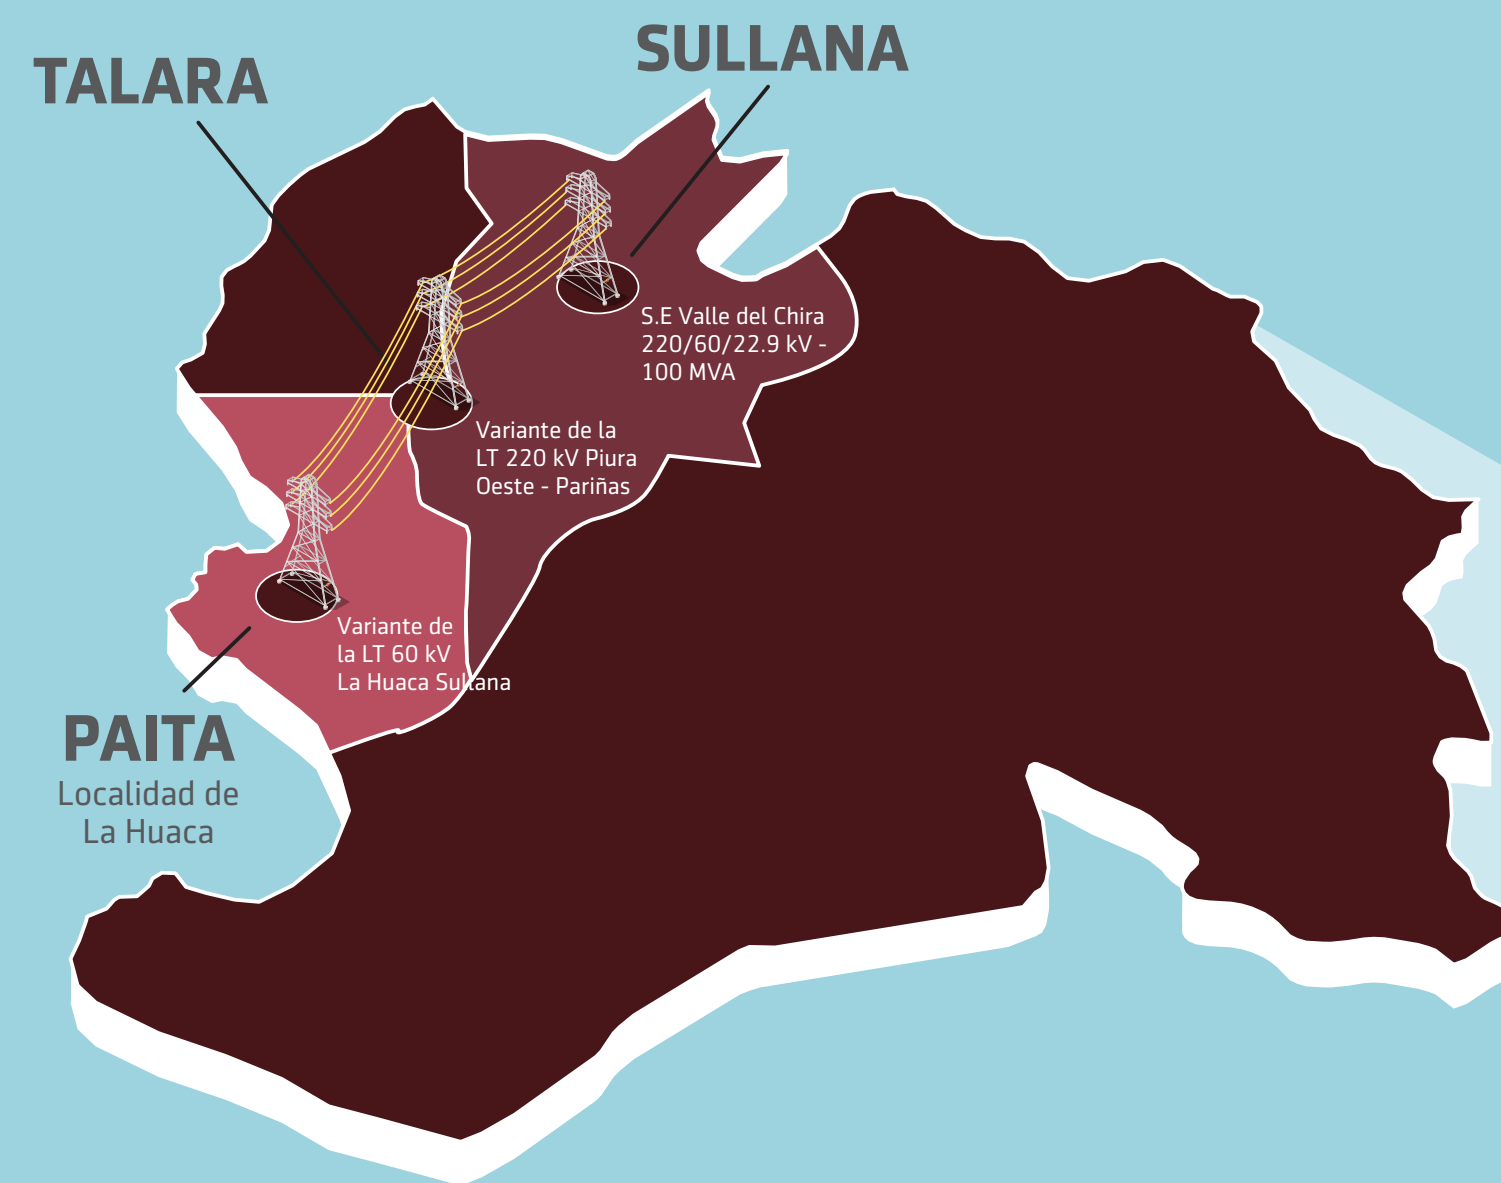 TALARA
SULLANA
S.E Valle del Chira
220/60/22.9 kV -
100 MVA
Variante de la
LT 220 kV Piura
Oeste - Pariñas
Variante de
la LT 60 kV
La Huaca Sullana
PAITA
Localidad de
La Huaca